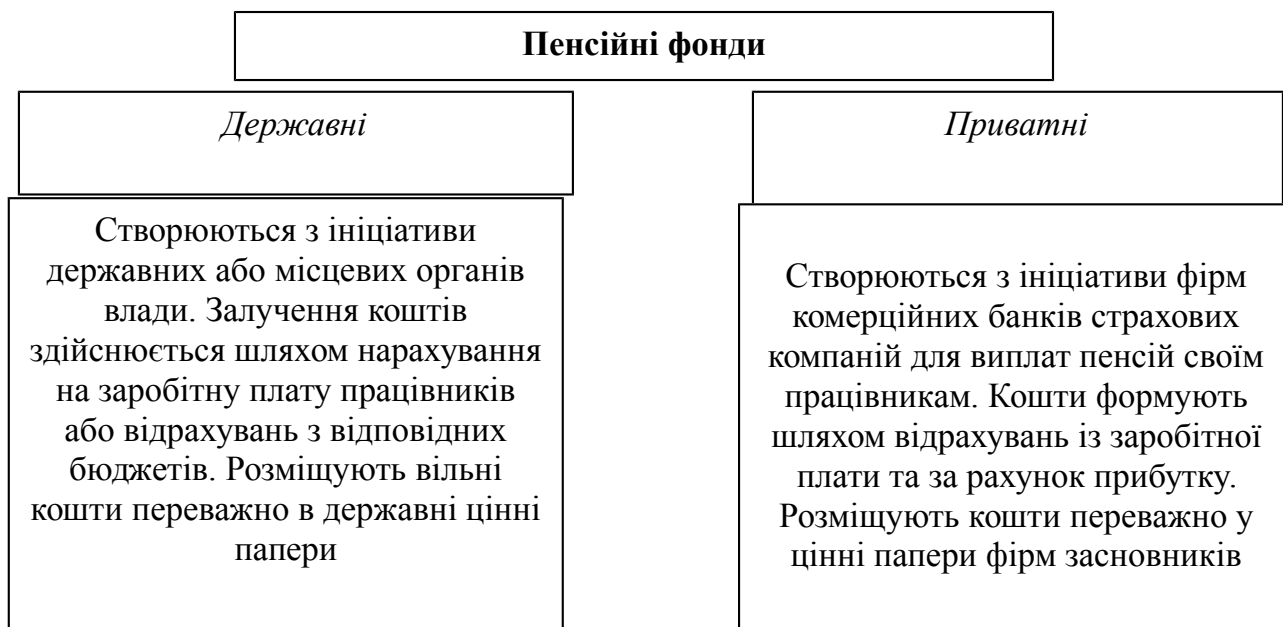 Пенсійні фонди
Державні
Створюються з ініціативи
державних або місцевих органів
влади. Залучення коштів
здійснюється шляхом нарахування
на заробітну плату працівників
або відрахувань з відповідних
бюджетів. Розміщують вільні
кошти переважно в державні цінні
папери
Приватні
Створюються з ініціативи фірм
комерційних банків страхових
компаній для виплат пенсій своїм
працівникам. Кошти формують
шляхом відрахувань із заробітної
плати та за рахунок прибутку.
Розміщують кошти переважно у
цінні папери фірм засновників